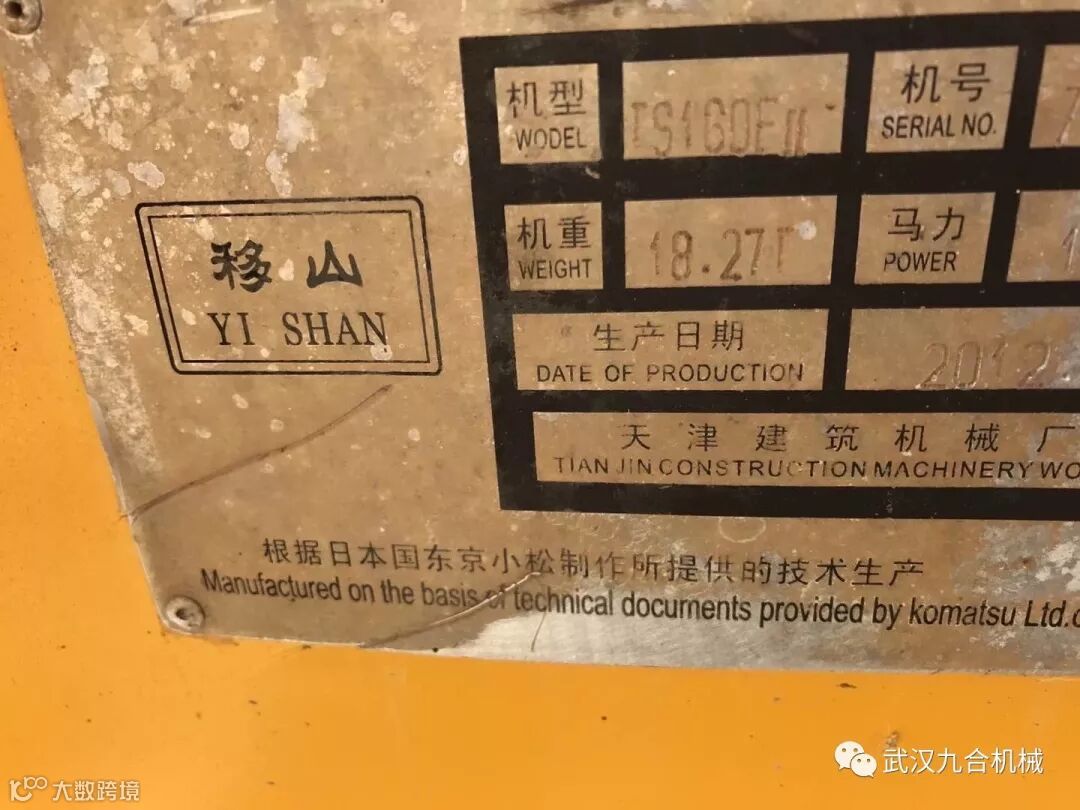 机型 机号
WODEL SERIAL NO.
机重 18.27T 马力
WEIGHT POWER
移山
YI SHAN
生产日期 2012
DATE OF PRODUCTION
天津建筑机械厂
TIAN JIN CONSTRUCTION MACHINERY WO
根据日本国东京小松制作所提供的技术生产
Manufactured on the basis of technical documents provided by komatsu Ltd.
武汉九合机械
大数跨境